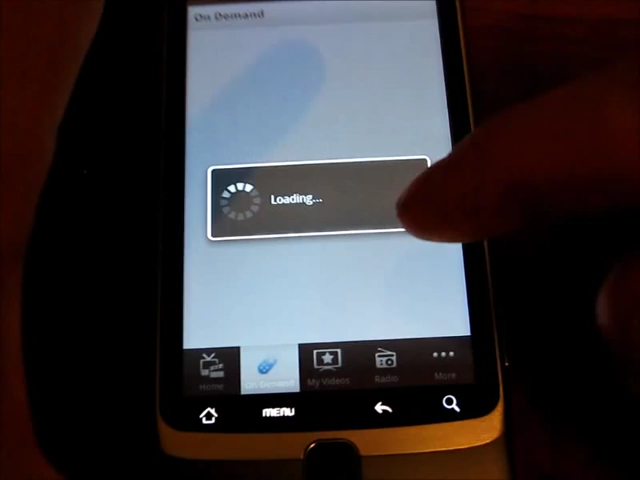 On Demand
Loading...
Home
On Demand
My Videos
Radio
More
MENU